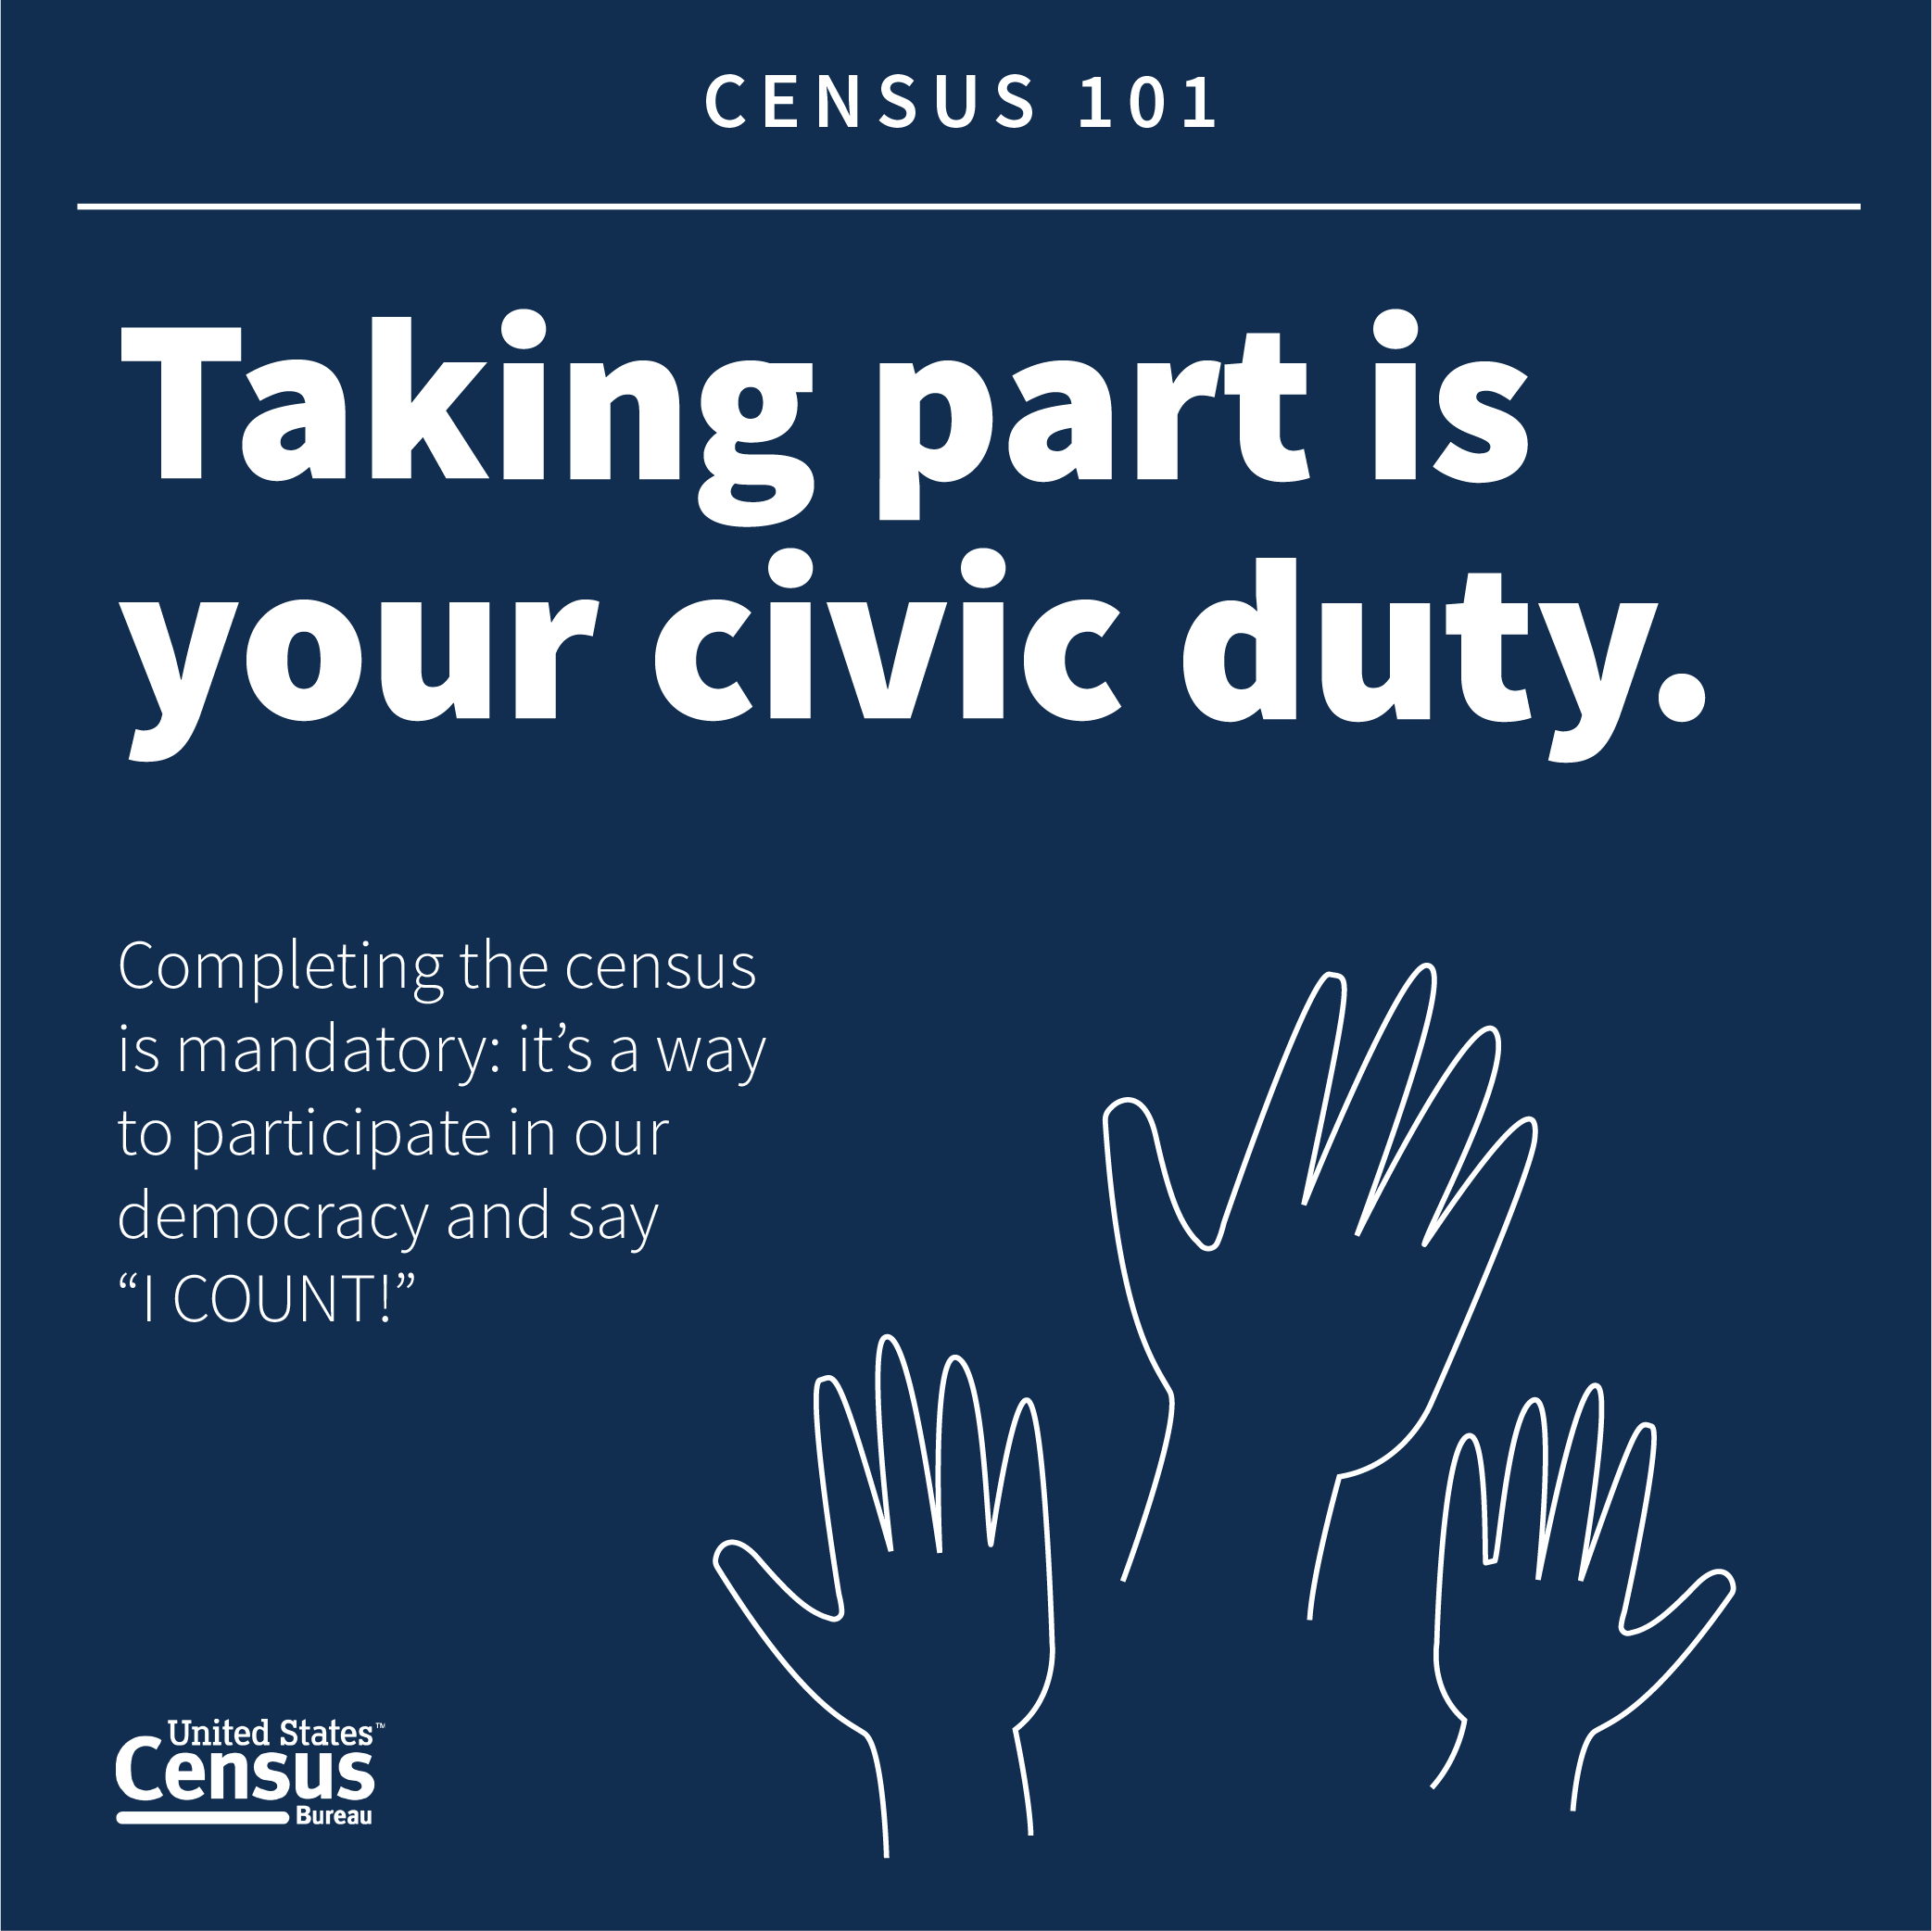 CENSUS 101
Taking part is
your civic duty.
Completing the census
is mandatory: it’s a way
to participate in our
democracy and say
“I COUNT!”
United States™
Census
Bureau